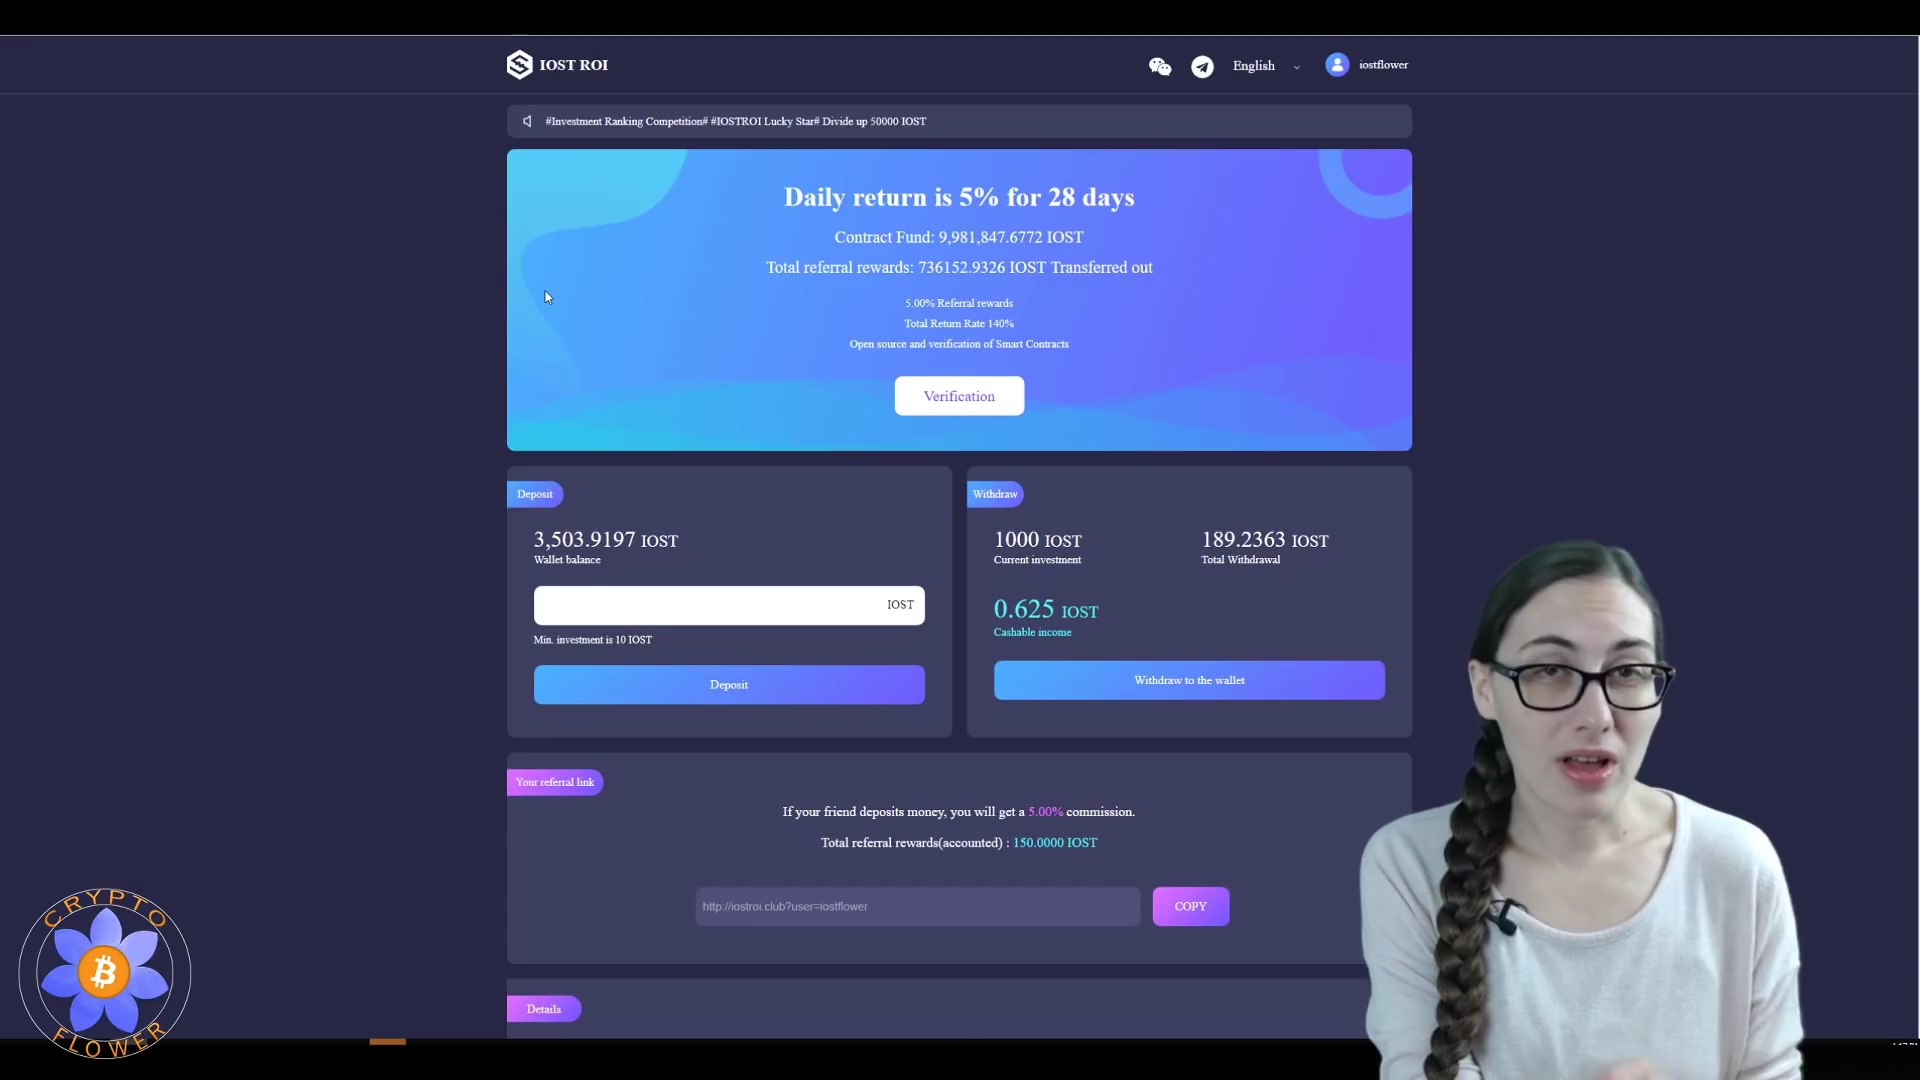 IOST ROI
English
iostflower
#Investment Ranking Competition# #IOSTROI Lucky Star# Divide up 50000 IOST
Daily return is 5% for 28 days
Contract Fund: 9,981,847.6772 IOST
Total referral rewards: 736152.9326 IOST Transferred out
5.00% Referral rewards
Total Return Rate 140%
Open source and verification of Smart Contracts
Verification
Deposit
3,503.9197 IOST
Wallet balance
IOST
Min. investment is 10 IOST
Deposit
Withdraw
1000 IOST
Current investment
189.2363 IOST
Total Withdrawal
0.625 IOST
Cashable income
Withdraw to the wallet
Your referral link
If your friend deposits money, you will get a 5.00% commission.
Total referral rewards(accounted) : 150.0000 IOST
http://iostroi.club?user=iostflower
COPY
Details
CRYPTO
FLOWER